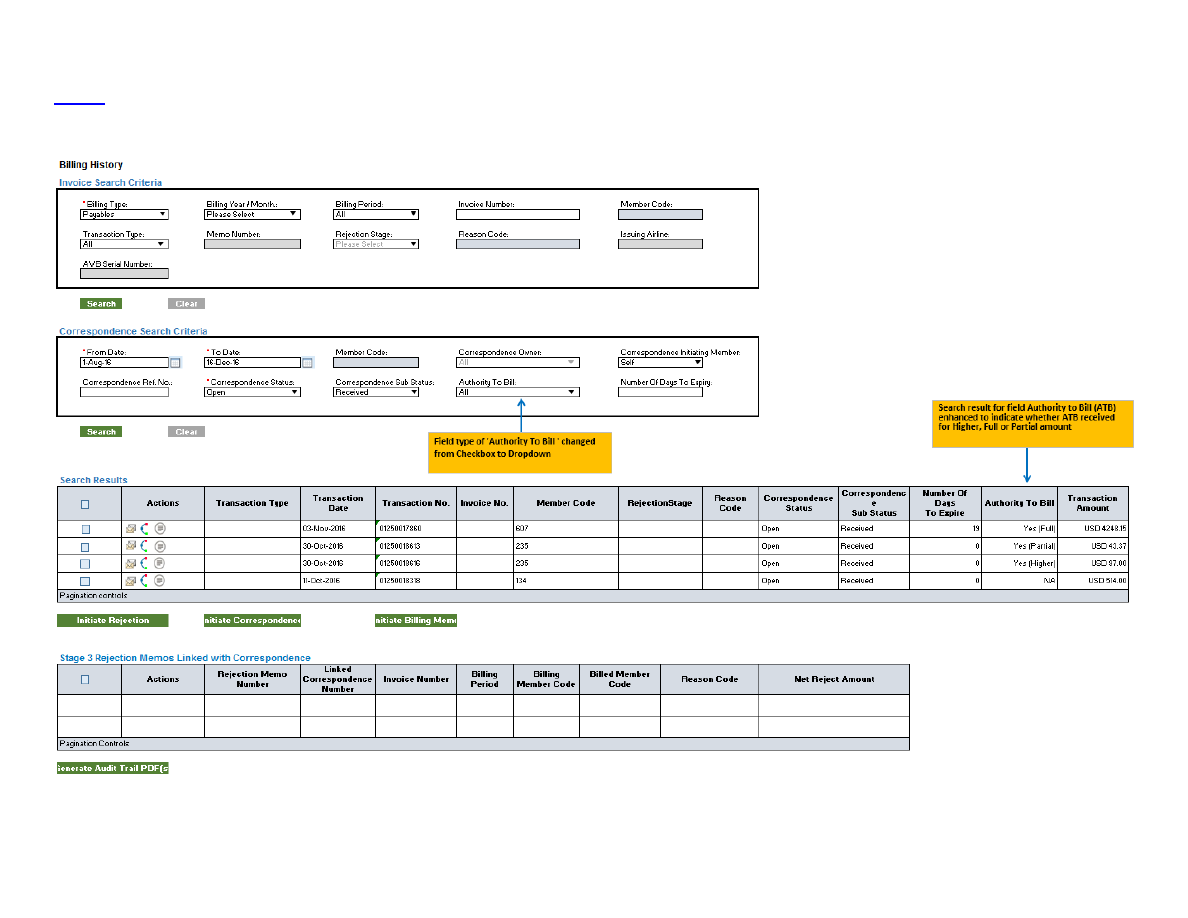 Billing History
Invoice Search Criteria
*Billing Type: Billing Year / Month: Billing Period: Invoice Number: Member Code:
Payables Please Select All
Transaction Type: Memo Number: Rejection Stage: Reason Code: Issuing Airline:
All Please Select
AWB Serial Number:
Search Clear
Correspondence Search Criteria
*From Date: *To Date: Member Code: Correspondence Owner: Correspondence Initiating Member:
1-Aug-16 16-Dec-16 All Self
Correspondence Ref. No.: *Correspondence Status: Correspondence Sub Status: Authority To Bill: Number Of Days To Expiry:
Open Received All
Search Clear
Field type of 'Authority To Bill ' changed
from Checkbox to Dropdown
Search result for field Authority to Bill (ATB)
enhanced to indicate whether ATB received
for Higher, Full or Partial amount
Search Results
Actions Transaction Type Transaction Date Transaction No. Invoice No. Member Code RejectionStage Reason Code Correspondence Status Correspondence Sub Status Number Of Days To Expire Authority To Bill Transaction Amount
03-Nov-2016 01250017860 607 Open Received 19 Yes (Full) USD 4248.15
30-Oct-2016 01250018613 235 Open Received 0 Yes (Partial) USD 43.37
30-Oct-2016 01250018616 235 Open Received 0 Yes (Higher) USD 97.00
11-Oct-2016 01250018318 134 Open Received 0 NA USD 514.00
Pagination controls
Initiate Rejection nitiate Correspondence nitiate Billing Memo
Stage 3 Rejection Memos Linked with Correspondence
Actions Rejection Memo Number Linked Correspondence Number Invoice Number Billing Period Billing Member Code Billed Member Code Reason Code Net Reject Amount
Pagination Controls
Generate Audit Trail PDF(s